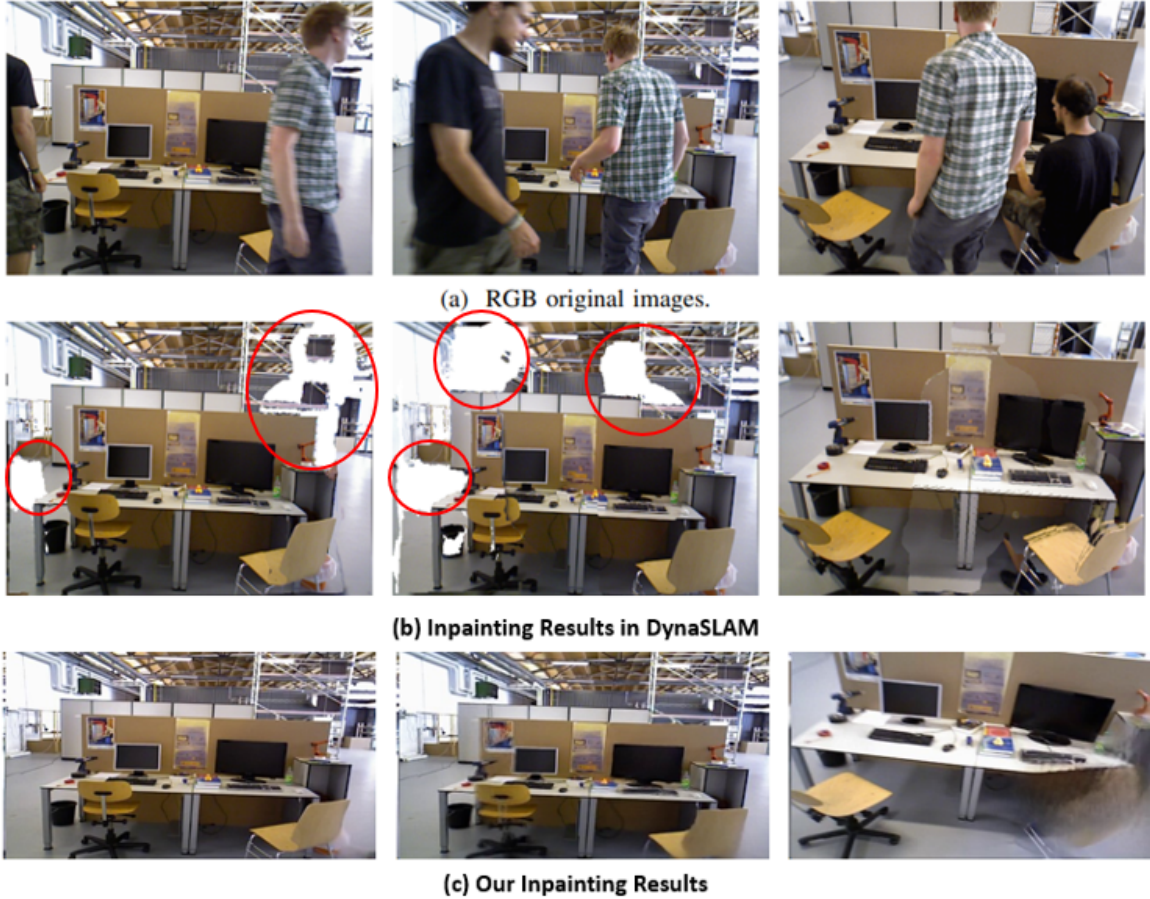 (a) RGB original images.
(b) Inpainting Results in DynaSLAM
(c) Our Inpainting Results